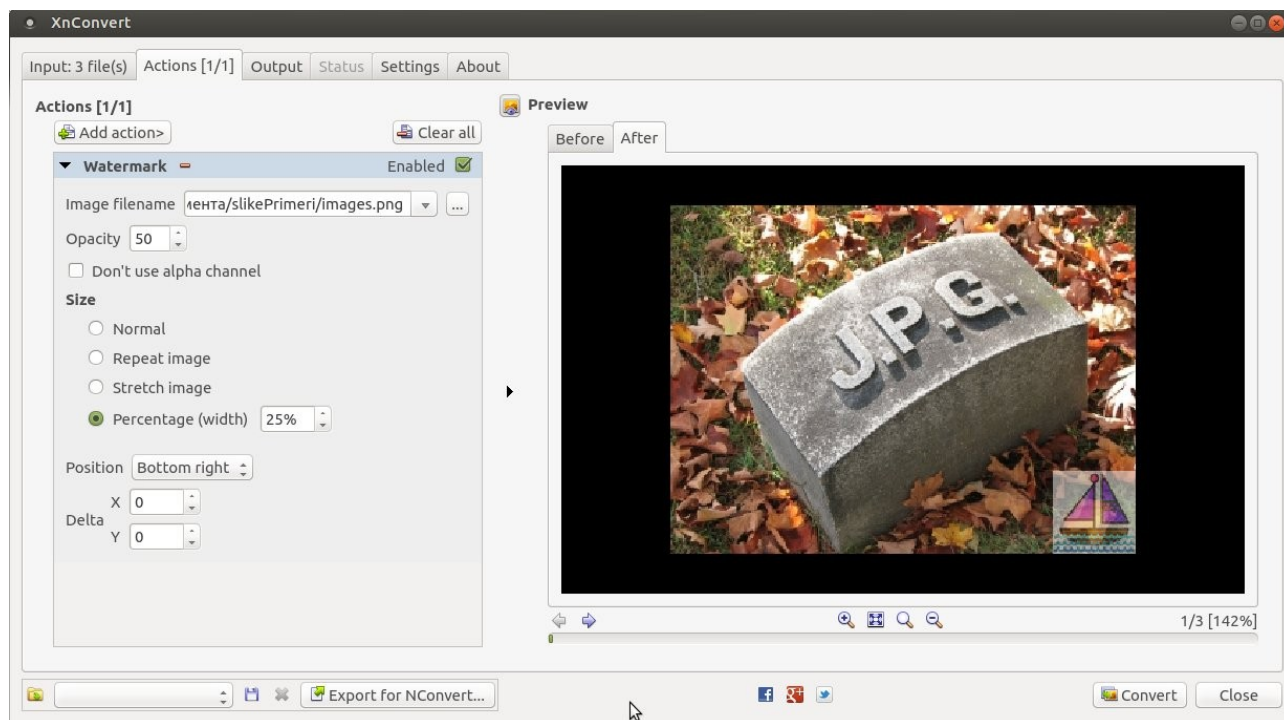 XnConvert
Input: 3 file(s) Actions [1/1] Output Status Settings About
Actions [1/1]
Add action> Clear all
Watermark Enabled
Image filename мента/slikePrimeri/images.png ...
Opacity 50
Don't use alpha channel
Size
Normal
Repeat image
Stretch image
Percentage (width) 25%
Position Bottom right
Delta
X 0
Y 0
Preview
Before After
J.P.G.
1/3 [142%]
Export for NConvert...
Convert Close